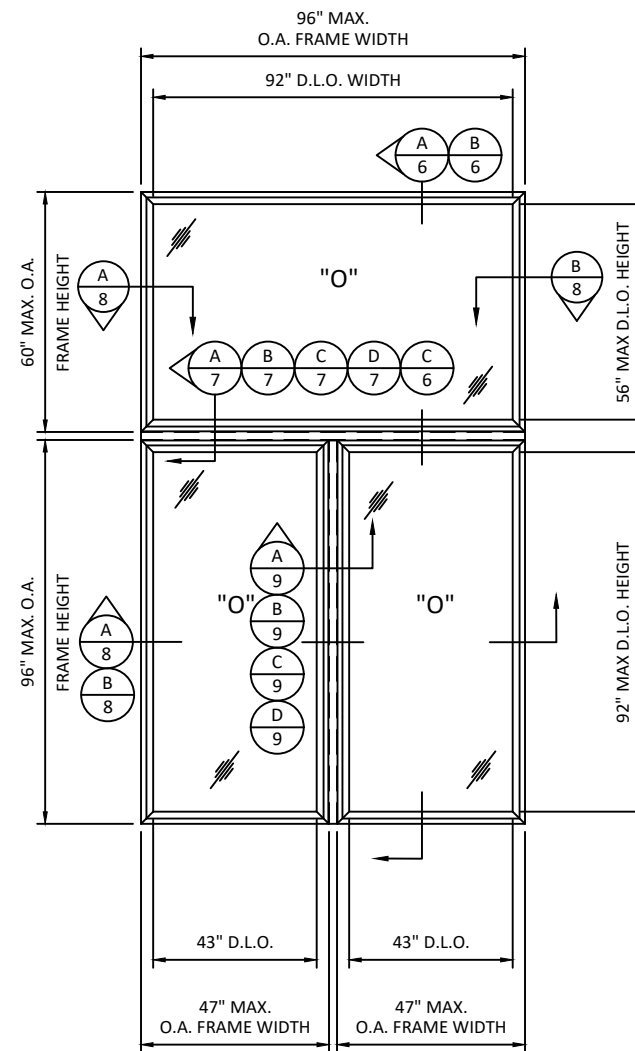 96" MAX.
O.A. FRAME WIDTH
92" D.L.O. WIDTH
A
6
B
6
60" MAX. O.A.
FRAME HEIGHT
A
8
"O"
B
8
56" MAX D.L.O. HEIGHT
A
7
B
7
C
7
D
7
C
6
96" MAX. O.A.
FRAME HEIGHT
A
8
B
8
"O"
A
9
B
9
C
9
D
9
"O"
92" MAX D.L.O. HEIGHT
43" D.L.O.
43" D.L.O.
47" MAX.
O.A. FRAME WIDTH
47" MAX.
O.A. FRAME WIDTH